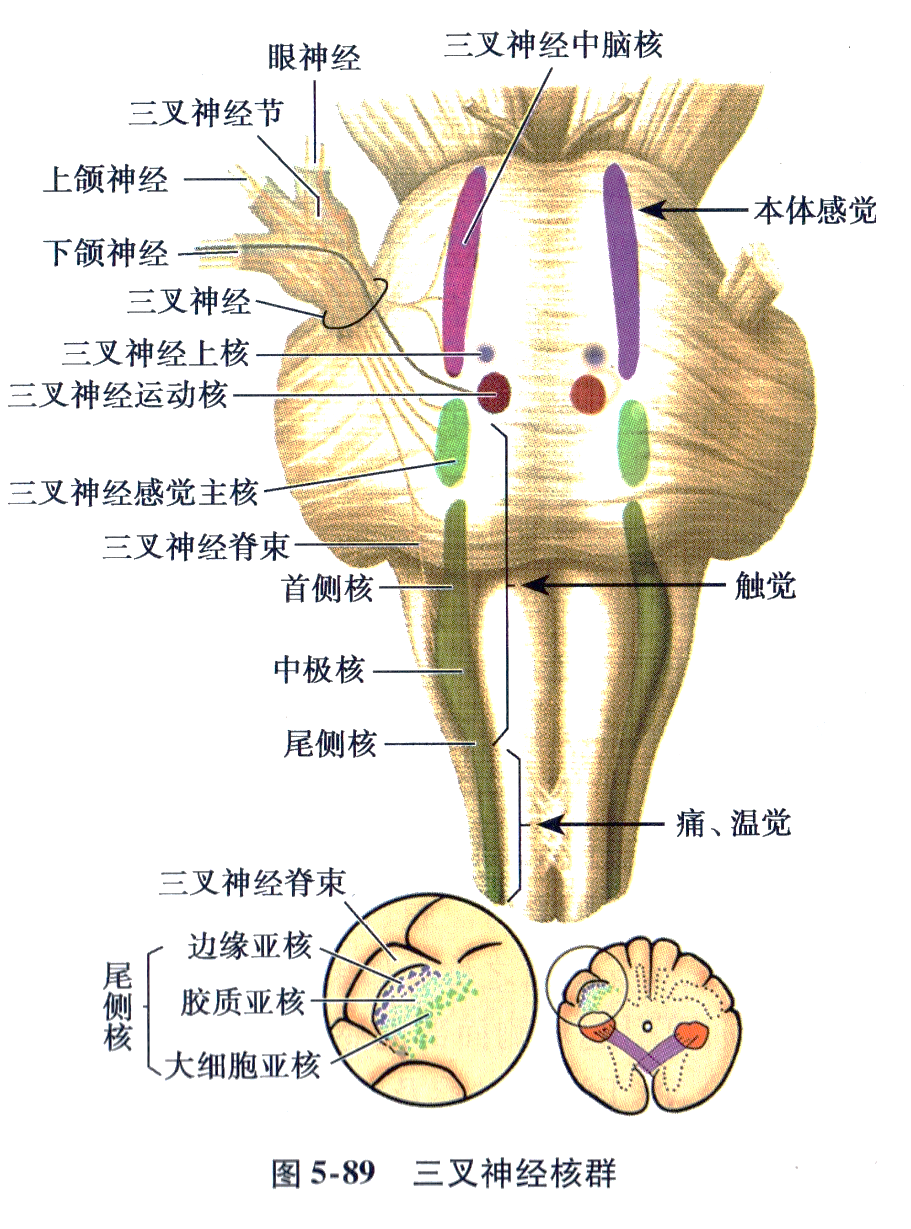 三叉神经中脑核
眼神经
三叉神经节
上颌神经
本体感觉
下颌神经
三叉神经
三叉神经上核
三叉神经运动核
三叉神经感觉主核
三叉神经脊束
首侧核
触觉
中极核
尾侧核
痛、温觉
三叉神经脊束
边缘亚核
尾侧核
胶质亚核
大细胞亚核
图 5-89 三叉神经核群